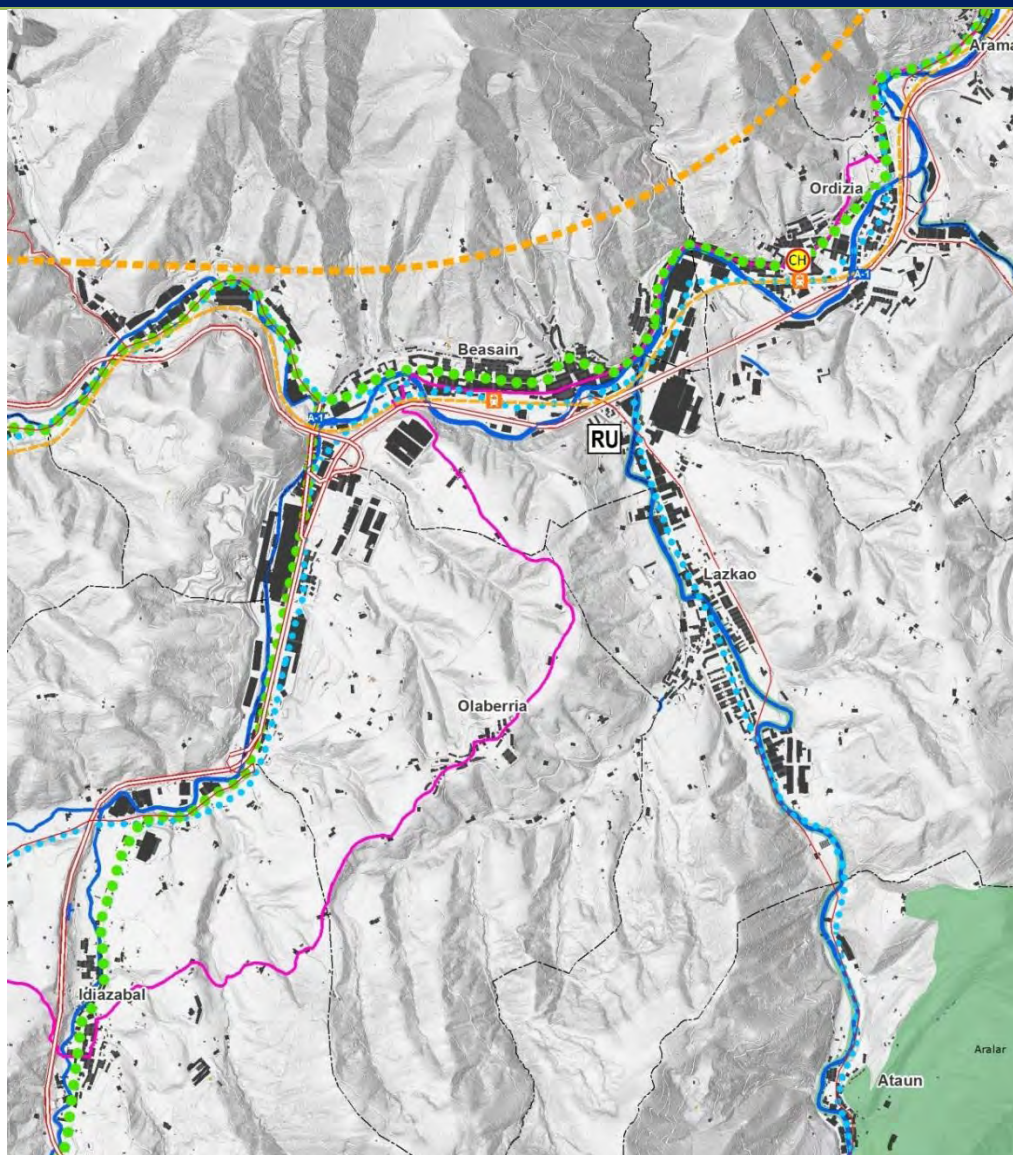 Arama
Ordizia
CH
A-1
Beasain
A-1
RU
Lazkao
Olaberria
Idiazabal
Aralar
Ataun